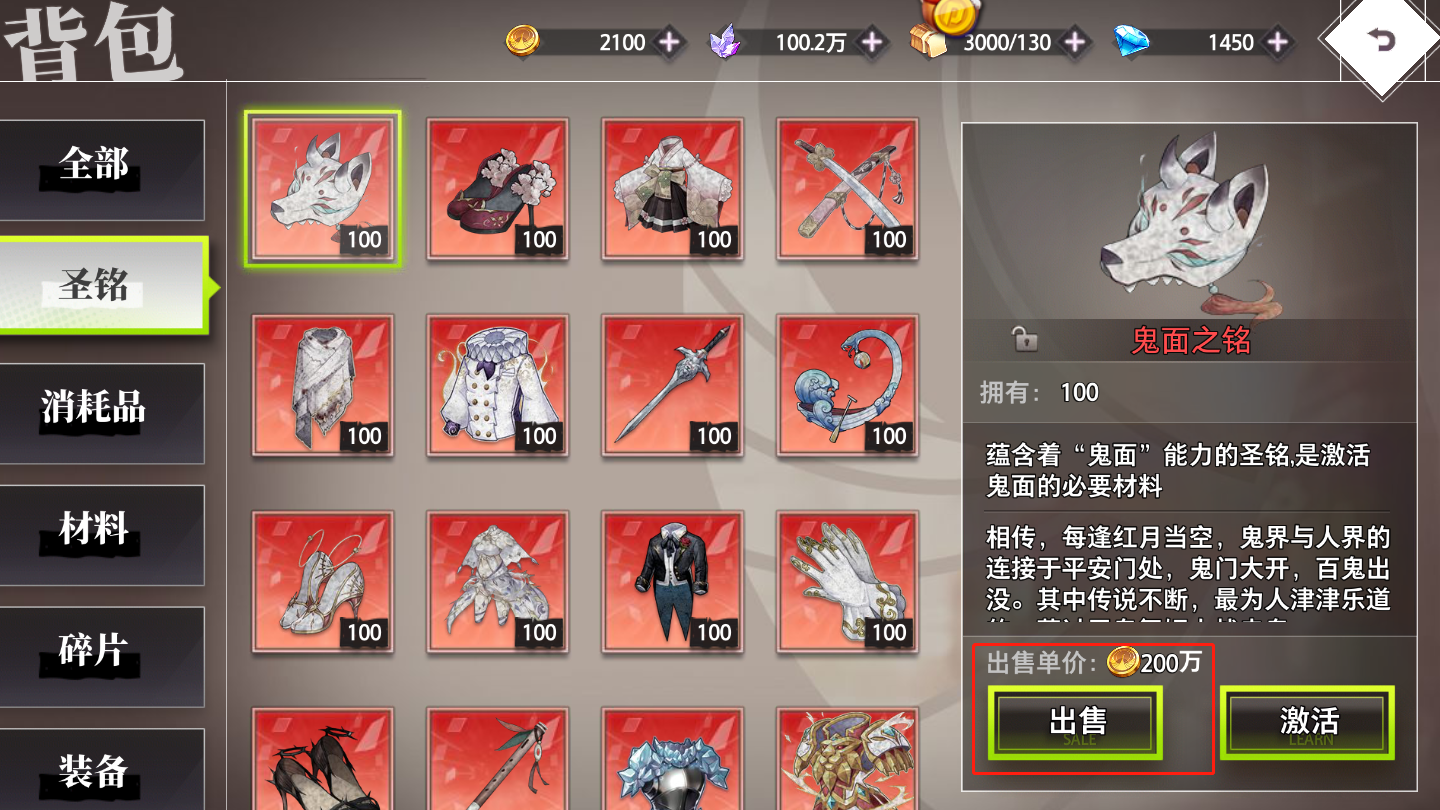 背包
2100
100.2万
3000/130
1450
全部
圣铭
消耗品
材料
碎片
装备
100
100
100
100
100
100
100
100
100
100
100
100
鬼面之铭
拥有： 100
蕴含着“鬼面”能力的圣铭,是激活
鬼面的必要材料
相传，每逢红月当空，鬼界与人界的
连接于平安门处，鬼门大开，百鬼出
没。其中传说不断，最为人津津乐道
出售单价：200万
出售
SALE
激活
LEARN